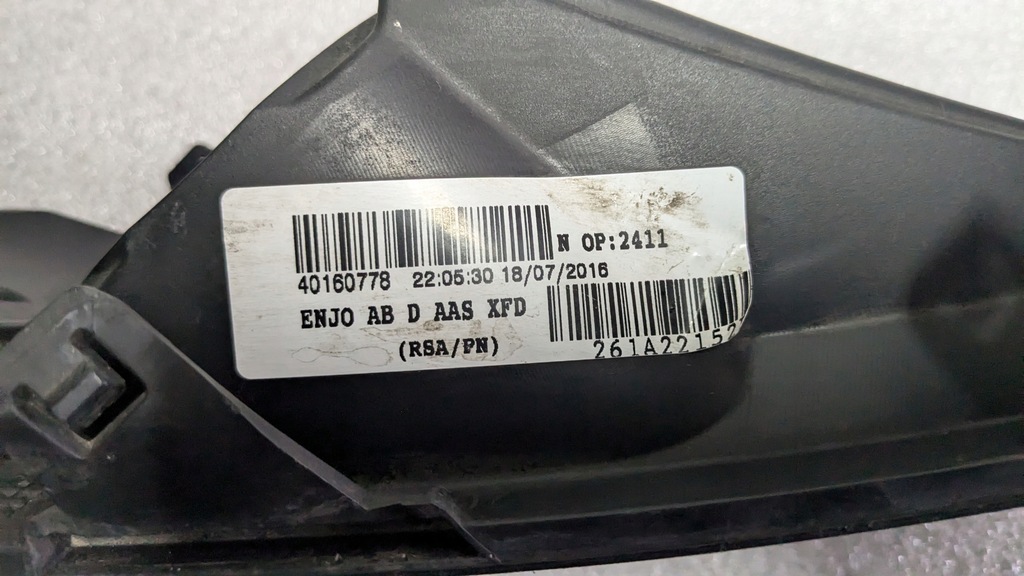 N OP:2411
40160778 22:05:30 18/07/2016
ENJO AB D AAS XFD
261A22152
(RSA/PN)